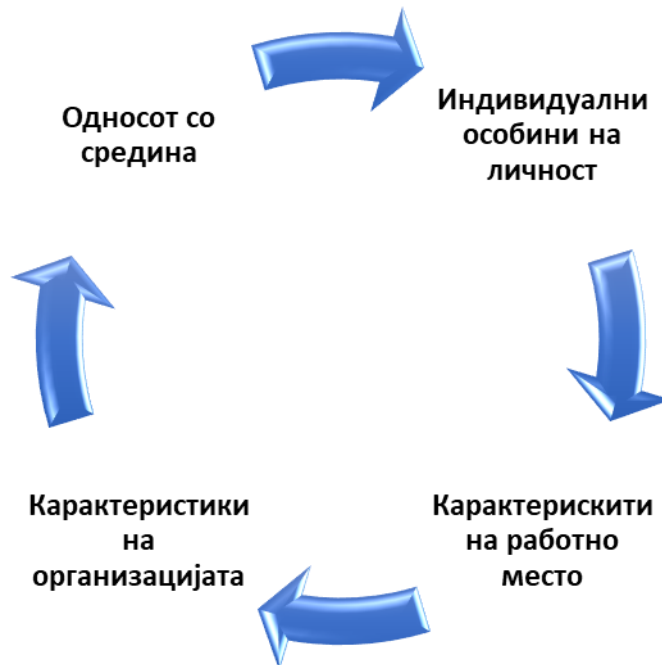 Односот со
средина
Индивидуални
особини на
личност
Карактерискити
на работно
место
Карактеристики
на
организацијата